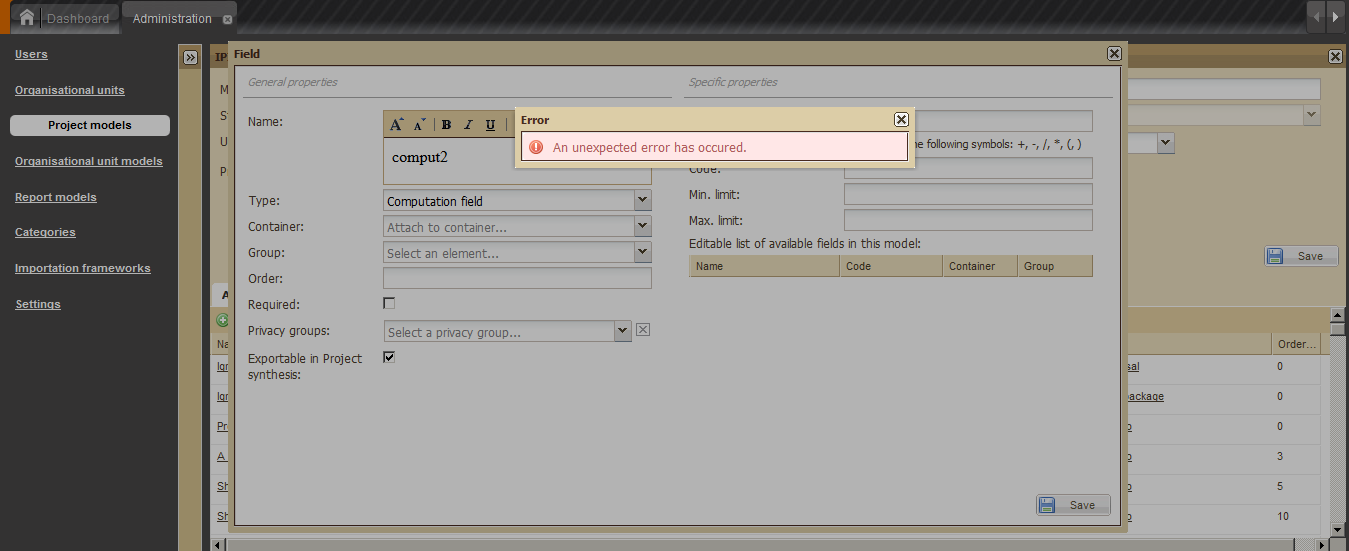 Dashboard
Administration
Users
Organisational units
Project models
Organisational unit models
Report models
Categories
Importation frameworks
Settings
Field
General properties
Specific properties
Name:
A A B I U
comput2
Error
An unexpected error has occured.
he following symbols: +, -, /, *, (, )
Code:
Type:
Computation field
Min. limit:
Container:
Attach to container...
Max. limit:
Group:
Select an element...
Editable list of available fields in this model:
Name Code Container Group
Order:
Required:
Privacy groups:
Select a privacy group...
Exportable in Project
synthesis:
Save
Save
Order...
sal 0
package 0
0
3
5
10